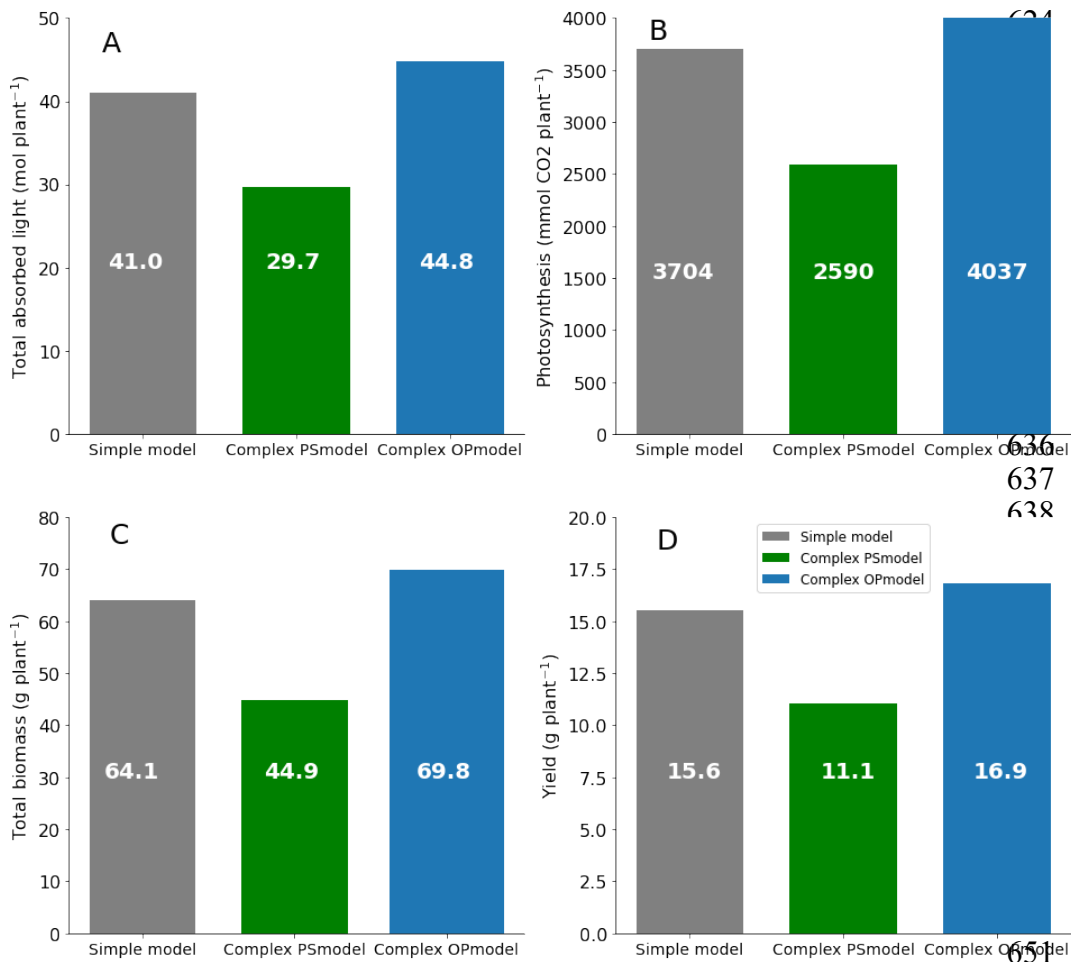 A
Total absorbed light (mol plant⁻¹)
50
40
30
20
10
0
41.0
29.7
44.8
Simple model
Complex PSmodel
Complex OPmodel
B
Photosynthesis (mmol CO2 plant⁻¹)
4000
3500
3000
2500
2000
1500
1000
500
0
3704
2590
4037
Simple model
Complex PSmodel
Complex OPmodel
624
636
637
638
C
Total biomass (g plant⁻¹)
80
70
60
50
40
30
20
10
0
64.1
44.9
69.8
Simple model
Complex PSmodel
Complex OPmodel
D
Yield (g plant⁻¹)
20.0
17.5
15.0
12.5
10.0
7.5
5.0
2.5
0.0
Simple model
Complex PSmodel
Complex OPmodel
15.6
11.1
16.9
Simple model
Complex PSmodel
Complex OPmodel
651